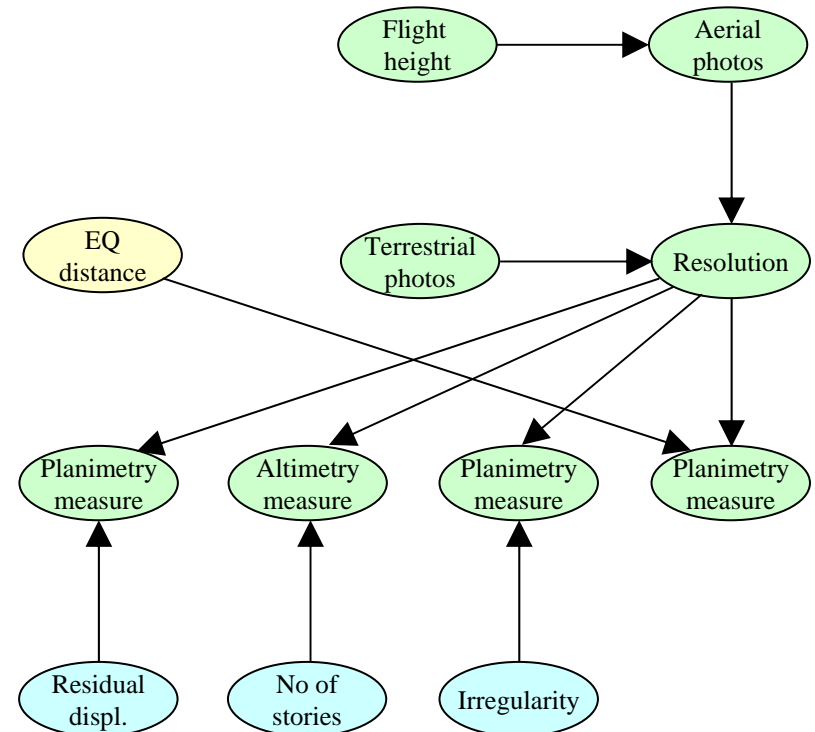 Flight
height
Aerial
photos
EQ
distance
Terrestrial
photos
Resolution
Planimetry
measure
Altimetry
measure
Planimetry
measure
Planimetry
measure
Residual
displ.
No of
stories
Irregularity